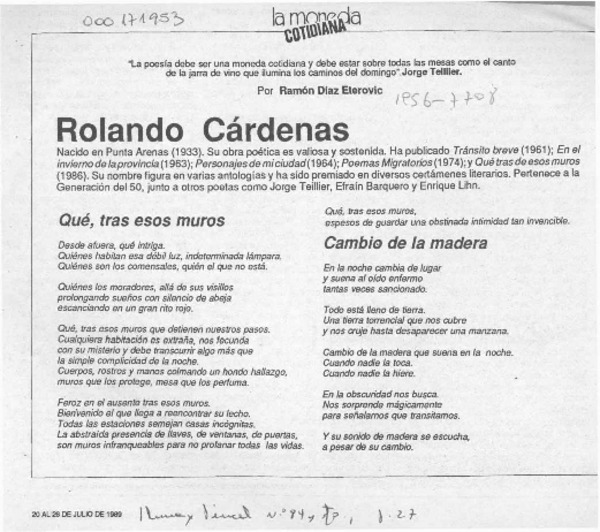 000171953
la moneda
COTIDIANA
"La poesía debe ser una moneda cotidiana y debe estar sobre todas las mesas como el canto
de la jarra de vino que ilumina los caminos del domingo" Jorge Teillier.
Por Ramón Díaz Eterovic
1956-7708
Rolando Cárdenas
Nacido en Punta Arenas (1933). Su obra poética es valiosa y sostenida. Ha publicado Tránsito breve (1961); En el
invierno de la provincia (1963); Personajes de mi ciudad (1964); Poemas Migratorios (1974); y Qué tras de esos muros
(1986). Su nombre figura en varias antologías y ha sido premiado en diversos certámenes literarios. Pertenece a la
Generación del 50, junto a otros poetas como Jorge Teillier, Efraín Barquero y Enrique Lihn.
Qué, tras esos muros
Desde afuera, qué intriga.
Quiénes habitan esa débil luz, indeterminada lámpara.
Quiénes son los comensales, quién el que no está.
Quiénes los moradores, allá de sus visillos
prolongando sueños con silencio de abeja
escanciando en un gran rito rojo.
Qué, tras esos muros que detienen nuestros pasos.
Cualquiera habitación es extraña, nos fecunda
con su misterio y debe transcurrir algo más que
la simple complicidad de la noche.
Cuerpos, rostros y manos colmando un hondo hallazgo,
muros que los protege, mesa que los perfuma.
Feroz en el ausente tras esos muros.
Bienvenido el que llega a reencontrar su lecho.
Todas las estaciones semejan casas incógnitas.
La abstraída presencia de llaves, de ventanas, de puertas,
son muros infranqueables para no profanar todas las vidas.
Qué, tras esos muros,
espesos de guardar una obstinada intimidad tan invencible.
Cambio de la madera
En la noche cambia de lugar
y suena al oído enfermo
tantas veces sancionado.
Todo está lleno de tierra.
Una tierra torrencial que nos cubre
y nos cruje hasta desaparecer una manzana.
Cambio de la madera que suena en la noche.
Cuando nadie la toca.
Cuando nadie la hiere.
En la obscuridad nos busca.
Nos sorprende mágicamente
para señalarnos que transitamos.
Y su sonido de madera se escucha,
a pesar de su cambio.
20 AL 26 DE JULIO DE 1989
Pluma y Pincel N° 84, Stgo, p. 27